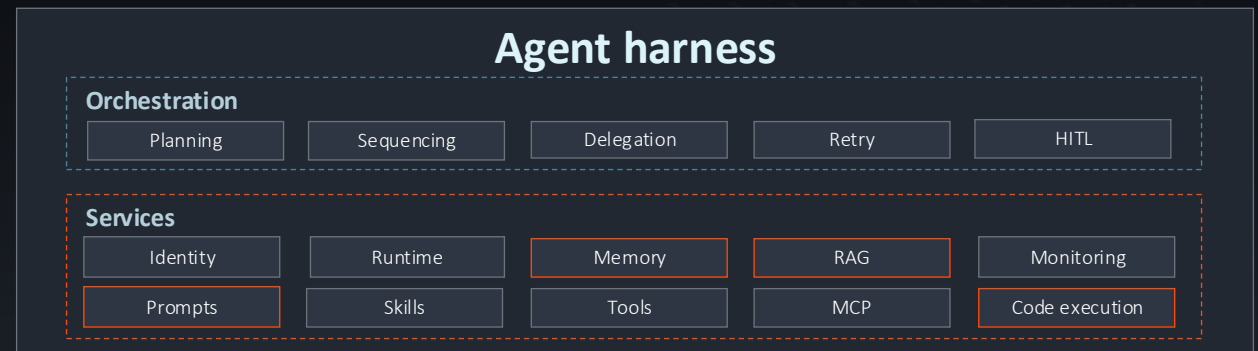 Agent harness
Orchestration
Planning
Sequencing
Delegation
Retry
HITL
Services
Identity
Runtime
Memory
RAG
Monitoring
Prompts
Skills
Tools
MCP
Code execution